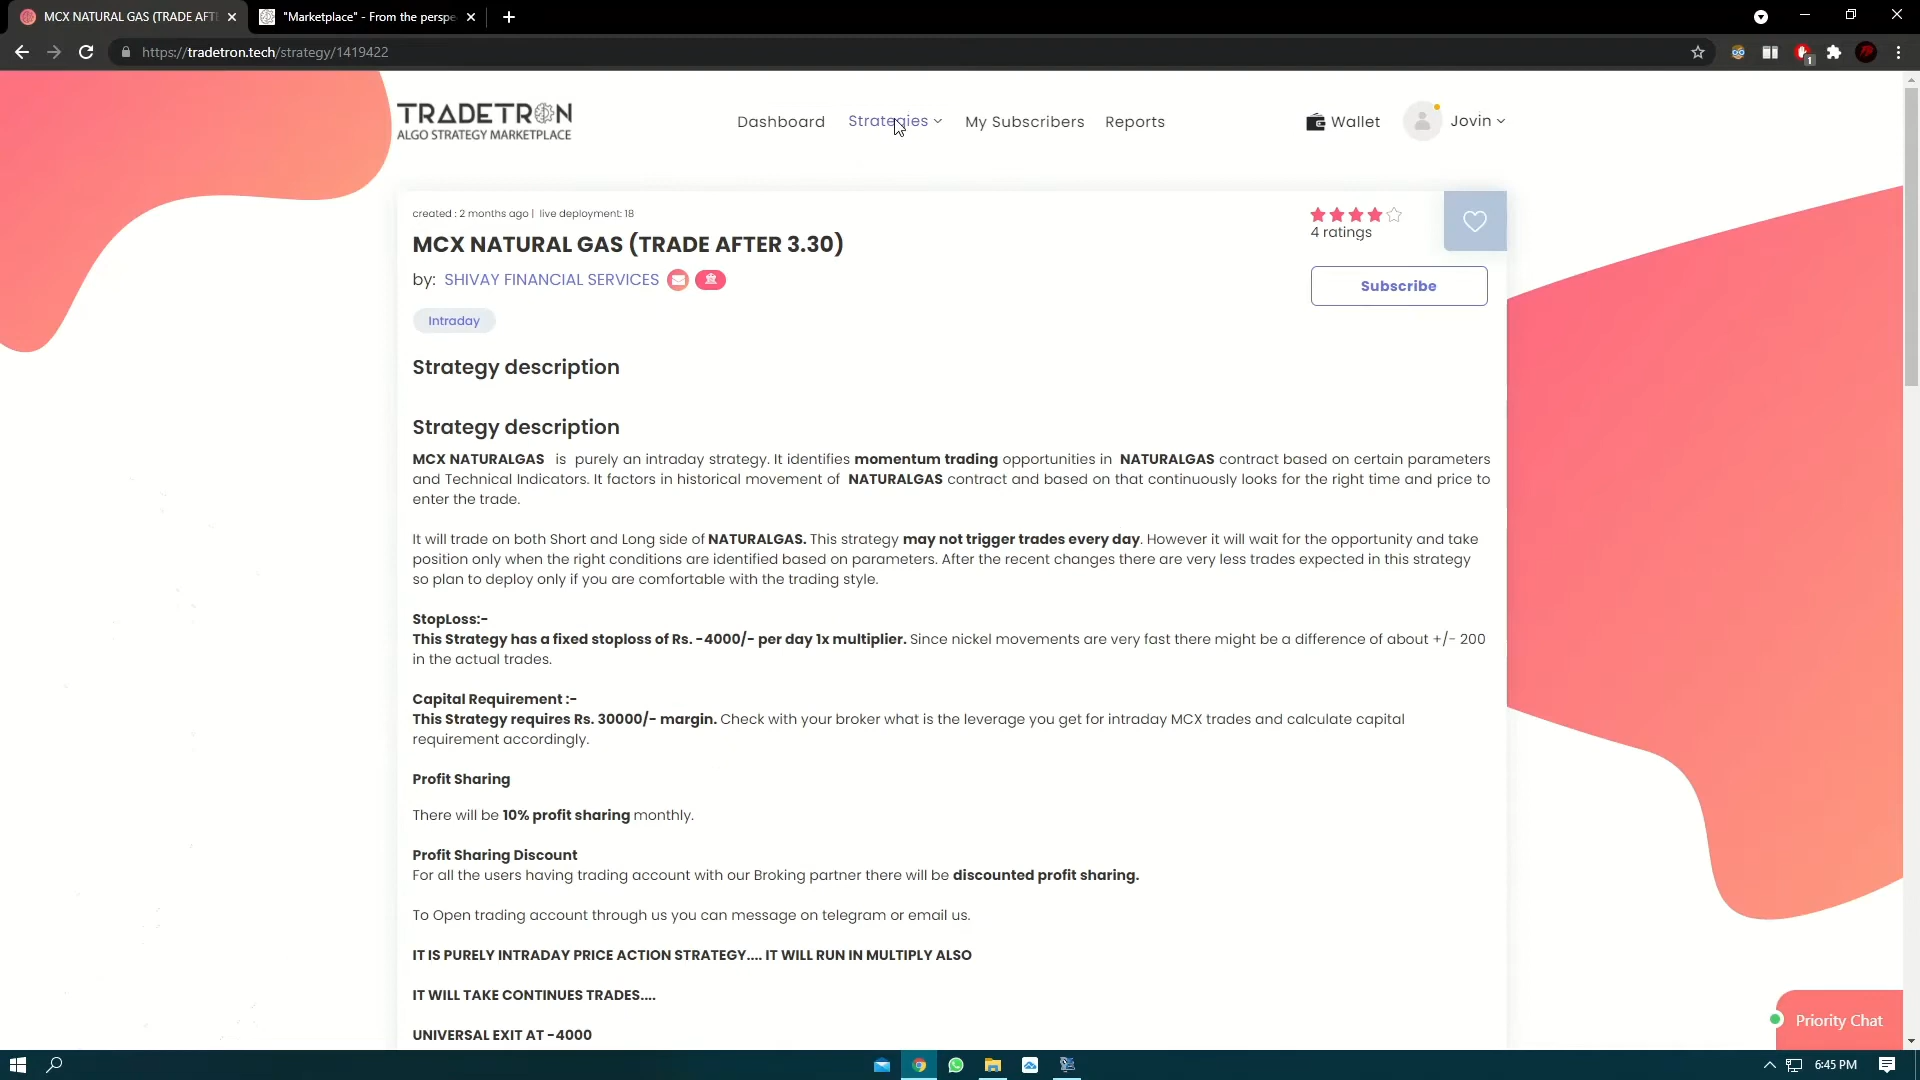 MCX NATURAL GAS (TRADE AFTE
"Marketplace" - From the perspe
https://tradetron.tech/strategy/1419422
1
TRADETRON
ALGO STRATEGY MARKETPLACE
Dashboard
Strategies
My Subscribers
Reports
Wallet
Jovin
created : 2 months ago | live deployment: 18
MCX NATURAL GAS (TRADE AFTER 3.30)
4 ratings
by: SHIVAY FINANCIAL SERVICES
Subscribe
Intraday
Strategy description
Strategy description
MCX NATURALGAS is purely an intraday strategy. It identifies momentum trading opportunities in NATURALGAS contract based on certain parameters
and Technical Indicators. It factors in historical movement of NATURALGAS contract and based on that continuously looks for the right time and price to
enter the trade.
It will trade on both Short and Long side of NATURALGAS. This strategy may not trigger trades every day. However it will wait for the opportunity and take
position only when the right conditions are identified based on parameters. After the recent changes there are very less trades expected in this strategy
so plan to deploy only if you are comfortable with the trading style.
StopLoss:-
This Strategy has a fixed stoploss of Rs. -4000/- per day 1x multiplier. Since nickel movements are very fast there might be a difference of about +/- 200
in the actual trades.
Capital Requirement :-
This Strategy requires Rs. 30000/- margin. Check with your broker what is the leverage you get for intraday MCX trades and calculate capital
requirement accordingly.
Profit Sharing
There will be 10% profit sharing monthly.
Profit Sharing Discount
For all the users having trading account with our Broking partner there will be discounted profit sharing.
To Open trading account through us you can message on telegram or email us.
IT IS PURELY INTRADAY PRICE ACTION STRATEGY.... IT WILL RUN IN MULTIPLY ALSO
IT WILL TAKE CONTINUES TRADES....
UNIVERSAL EXIT AT -4000
Priority Chat
6:45 PM